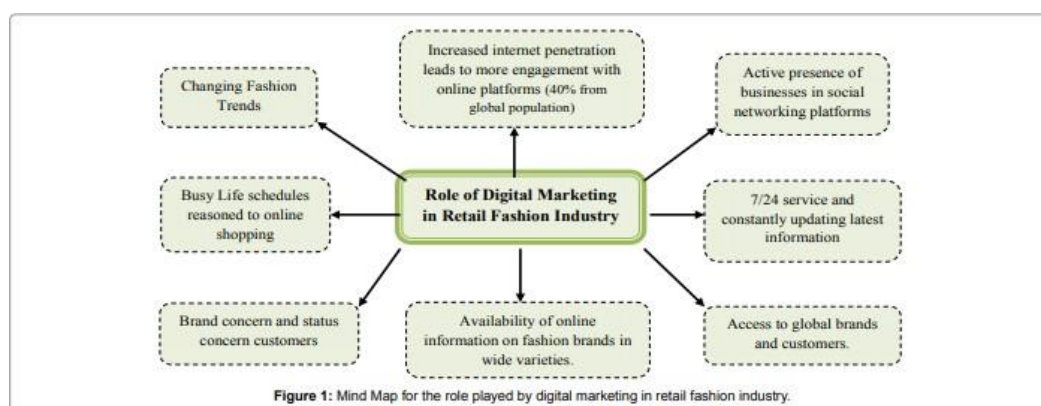 Increased internet penetration
leads to more engagement with
online platforms (40% from
global population)
Changing Fashion
Trends
Active presence of
businesses in social
networking platforms
Busy Life schedules
reasoned to online
shopping
Role of Digital Marketing
in Retail Fashion Industry
7/24 service and
constantly updating latest
information
Brand concern and status
concern customers
Availability of online
information on fashion brands in
wide varieties.
Access to global brands
and customers.
Figure 1: Mind Map for the role played by digital marketing in retail fashion industry.